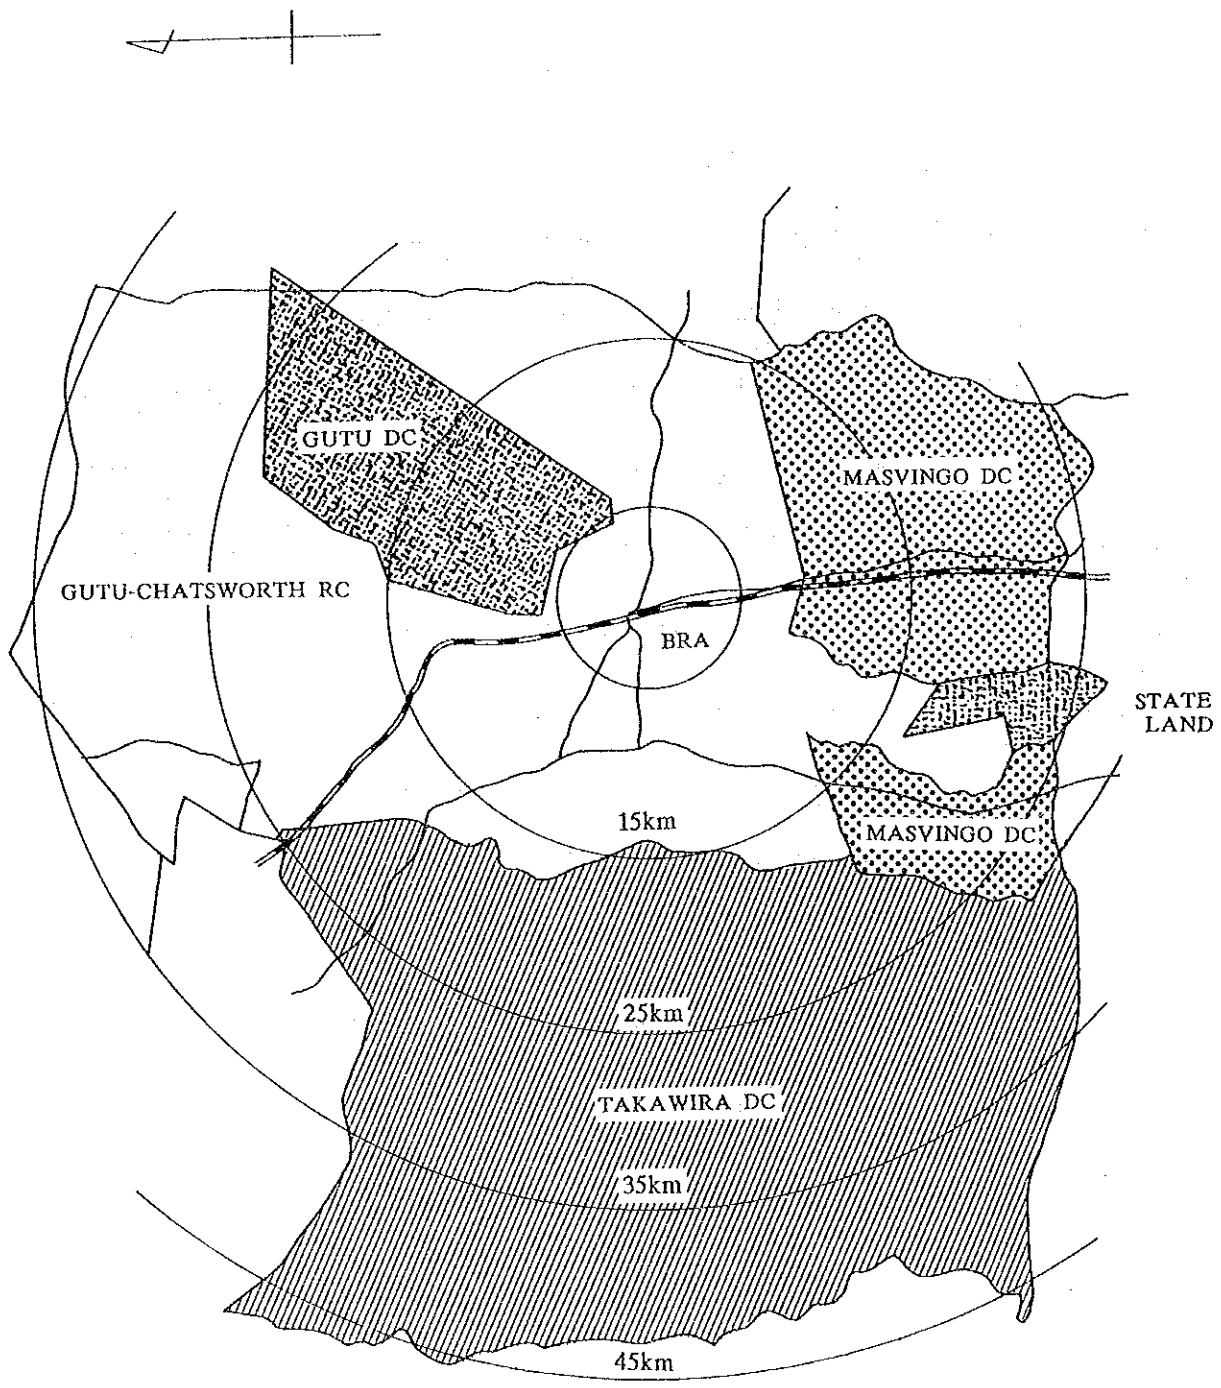 GUTU DC
MASVINGO DC
GUTU-CHATSWORTH RC
BRA
STATE
LAND
15km
MASVINGO DC
25km
TAKAWIRA DC
35km
45km